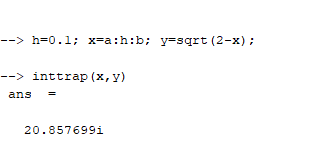 --> h=0.1; x=a:h:b; y=sqrt(2-x);
--> inttrap(x,y)
ans =
20.857699i